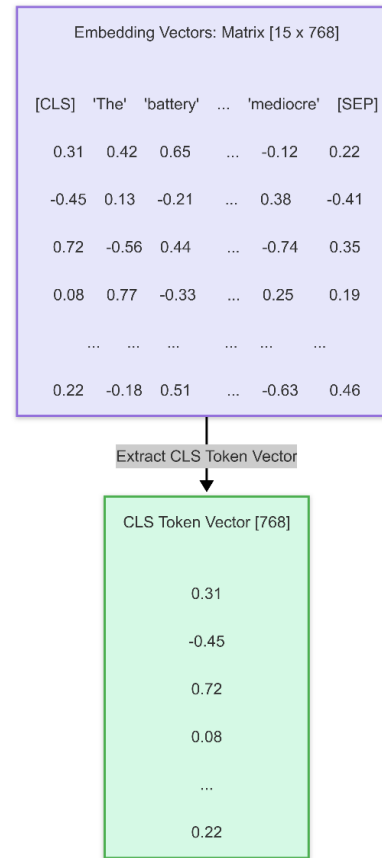 Embedding Vectors: Matrix [15 x 768]
[CLS] 'The' 'battery' ... 'mediocre' [SEP]
0.31 0.42 0.65 ... -0.12 0.22
-0.45 0.13 -0.21 ... 0.38 -0.41
0.72 -0.56 0.44 ... -0.74 0.35
0.08 0.77 -0.33 ... 0.25 0.19
... ... ... ... ... ...
0.22 -0.18 0.51 ... -0.63 0.46
Extract CLS Token Vector
CLS Token Vector [768]
0.31
-0.45
0.72
0.08
...
0.22